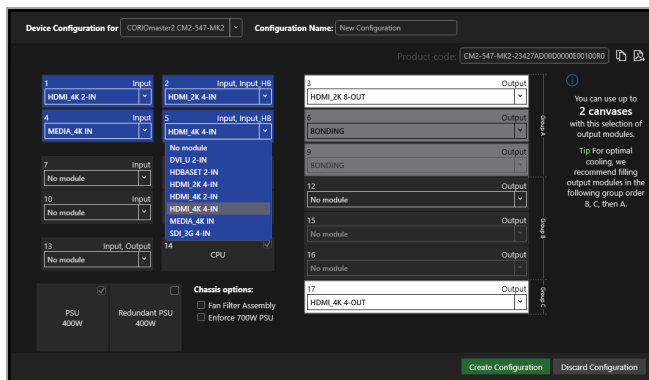 Device Configuration for CORIOmaster2 CM2-547-MK2 Configuration Name: New Configuration
Product code: CM2-547-MK2-23427AD00D0000E00100R0
1 Input
HDMI_4K 2-IN
2 Input, Input_HB
HDMI_2K 4-IN
3 Output
HDMI_2K 8-OUT
4 Input
MEDIA_4K IN
5 Input, Input_HB
HDMI_4K 4-IN
6 Output
BONDING
No module
DVI_U 2-IN
HDBASET 2-IN
HDMI_2K 4-IN
HDMI_4K 2-IN
HDMI_4K 4-IN
MEDIA_4K IN
SDI_3G 4-IN
7 Input
No module
9 Output
BONDING
Group A
10 Input
No module
12 Output
No module
13 Input, Output
No module
14
CPU
15 Output
No module
16 Output
No module
Group B
17 Output
HDMI_4K 4-OUT
Group C
You can use up to
2 canvases
with this selection of
output modules.
Tip For optimal
cooling, we
recommend filling
output modules in the
following group order
B, C, then A.
PSU
400W
Redundant PSU
400W
Chassis options:
Fan Filter Assembly
Enforce 700W PSU
Create Configuration Discard Configuration